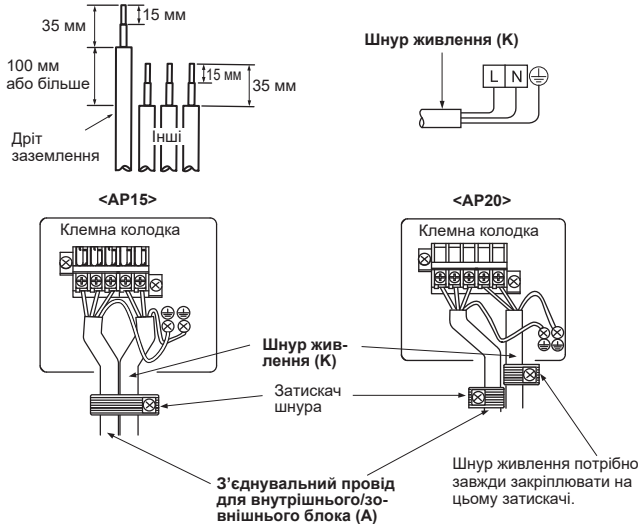 15 мм
35 мм
100 мм
або більше
15 мм
35 мм
Дріт
заземлення
Інші
Шнур живлення (K)
L N
<AP15>
Клемна колодка
<AP20>
Клемна колодка
Шнур жив-
лення (K)
Затискач
шнура
З’єднувальний провід
для внутрішнього/зо-
внішнього блока (A)
Шнур живлення потрібно
завжди закріплювати на
цьому затискачі.